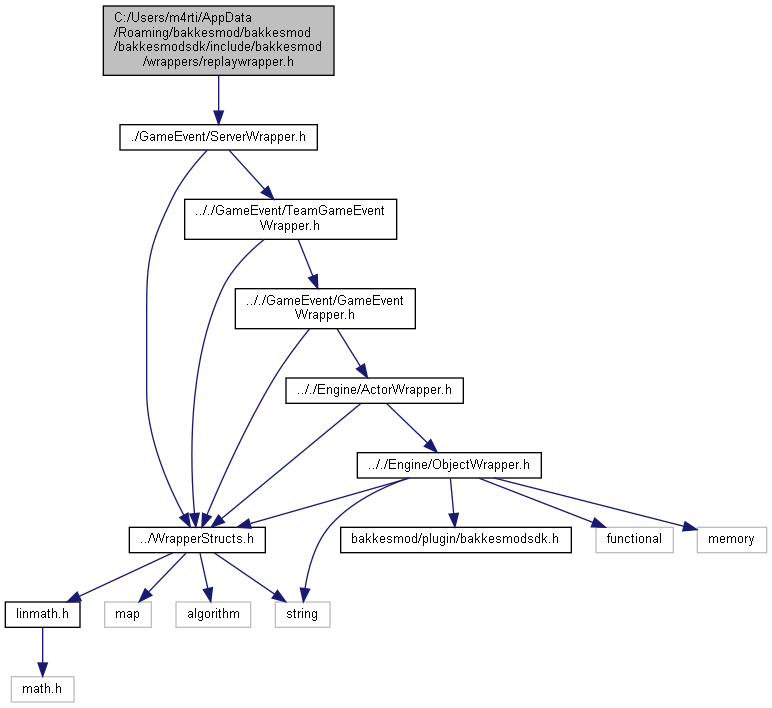 C:/Users/m4rti/AppData
/Roaming/bakkesmod/bakkesmod
/bakkesmodsdk/include/bakkesmod
/wrappers/replaywrapper.h
./GameEvent/ServerWrapper.h
.././GameEvent/TeamGameEvent
Wrapper.h
.././GameEvent/GameEvent
Wrapper.h
.././Engine/ActorWrapper.h
.././Engine/ObjectWrapper.h
../WrapperStructs.h
bakkesmod/plugin/bakkesmodsdk.h
functional
memory
linmath.h
map
algorithm
string
math.h